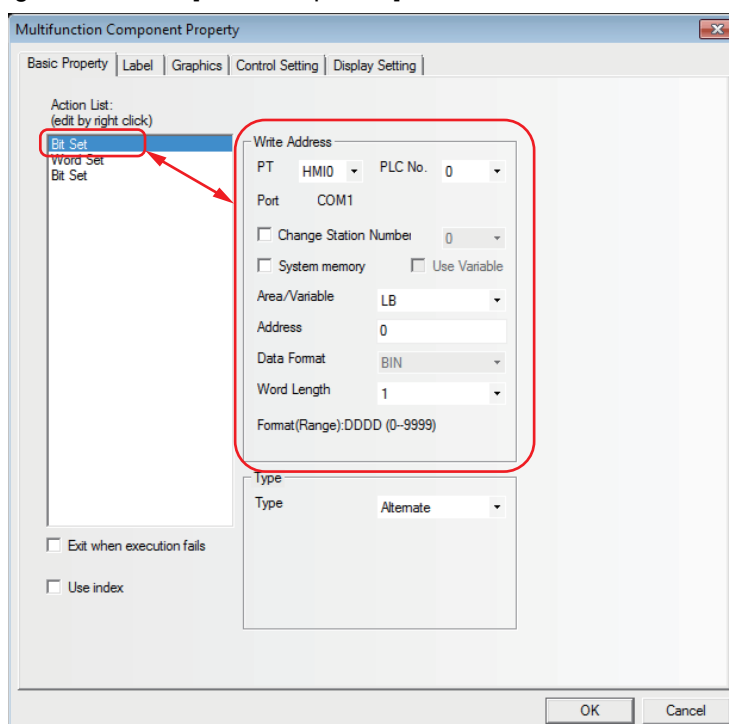 Multifunction Component Property
Basic Property Label Graphics Control Setting Display Setting
Action List:
(edit by right click)
Bit Set
Word Set
Bit Set
Exit when execution fails
Use index
Write Address
PT HMI0 PLC No. 0
Port COM1
Change Station Number 0
System memory Use Variable
Area/Variable LB
Address 0
Data Format BIN
Word Length 1
Format(Range):DDDD (0--9999)
Type
Type Alternate
OK Cancel